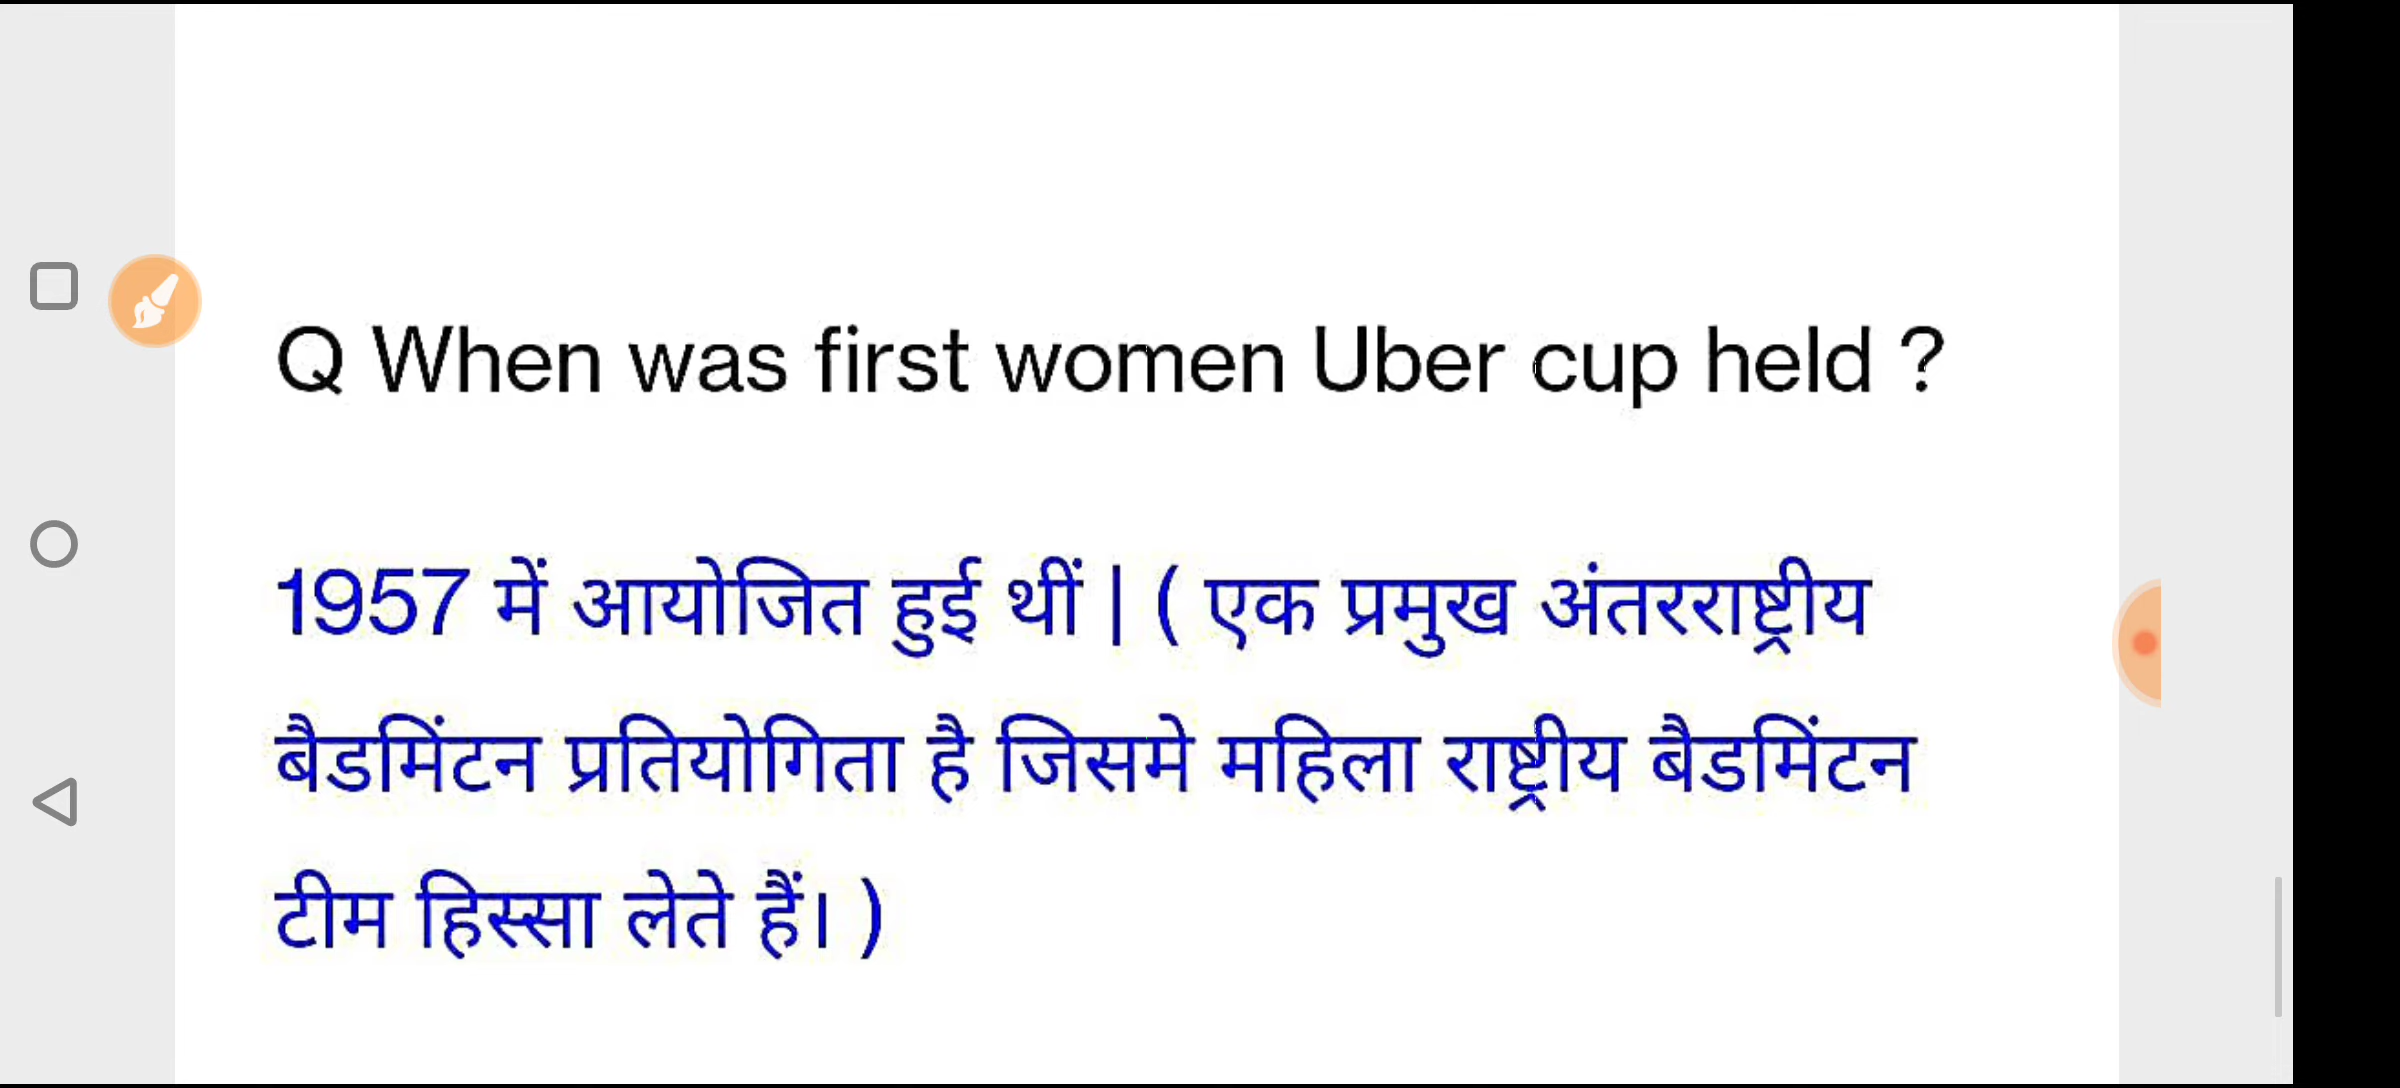 Q When was first women Uber cup held ?
1957 में आयोजित हुई थीं | ( एक प्रमुख अंतरराष्ट्रीय
बैडमिंटन प्रतियोगिता है जिसमे महिला राष्ट्रीय बैडमिंटन
टीम हिस्सा लेते हैं। )